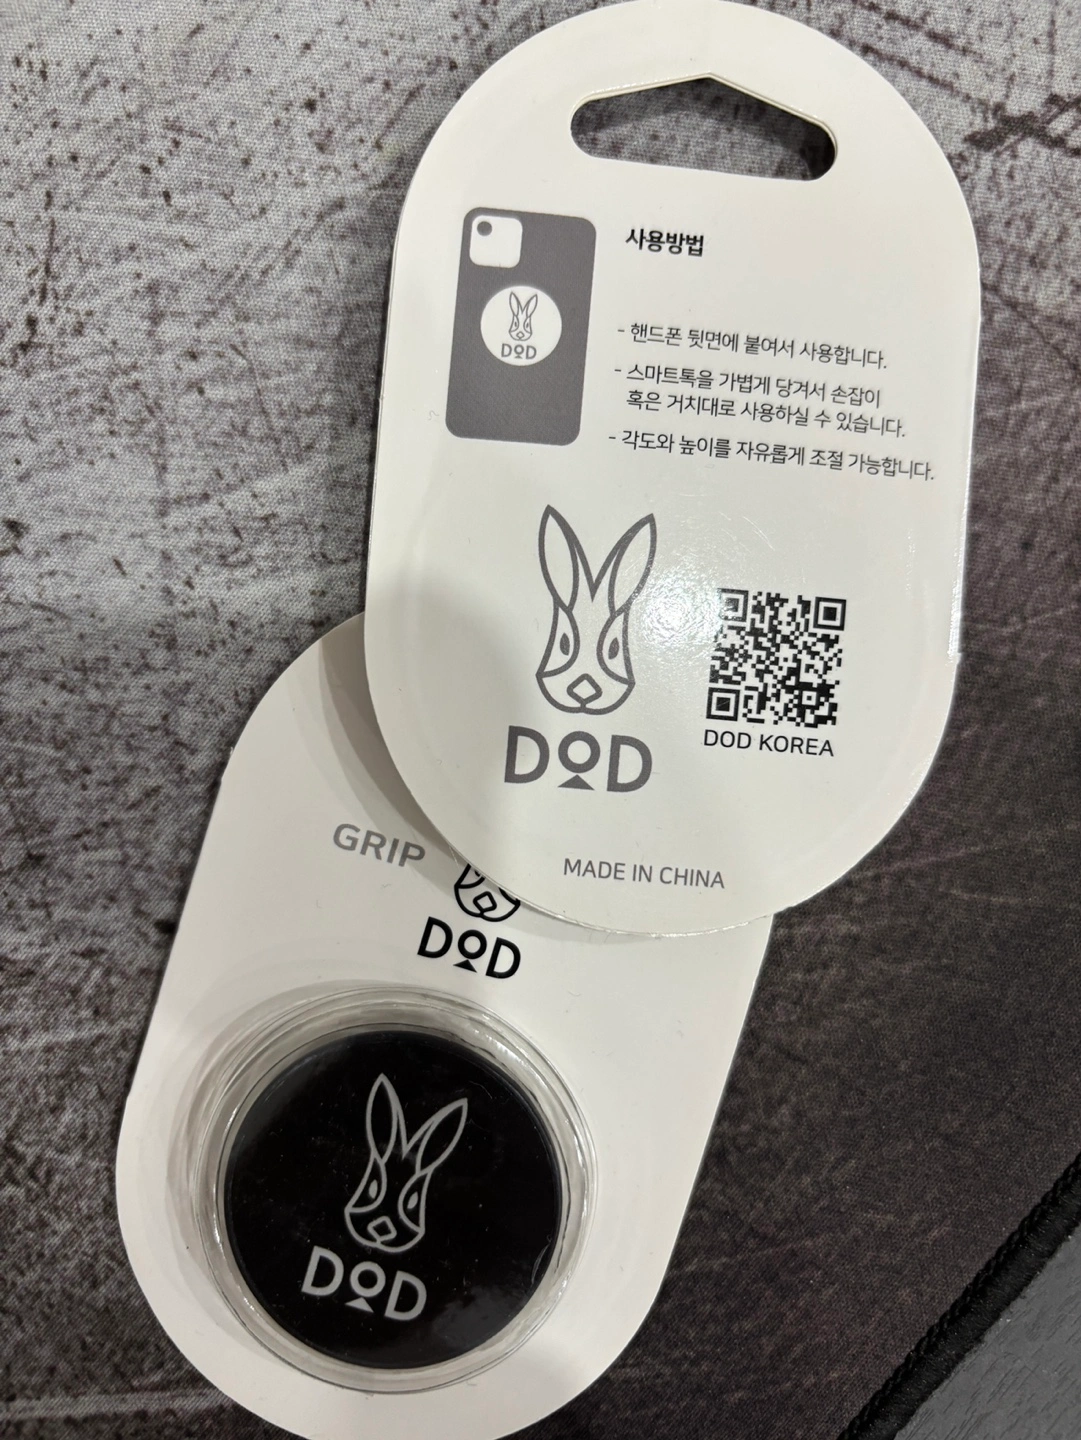 사용방법
- 핸드폰 뒷면에 붙여서 사용합니다.
- 스마트톡을 가볍게 당겨서 손잡이
혹은 거치대로 사용하실 수 있습니다.
- 각도와 높이를 자유롭게 조절 가능합니다.
DOD
DOD
DOD KOREA
MADE IN CHINA
GRIP
DOD
DOD